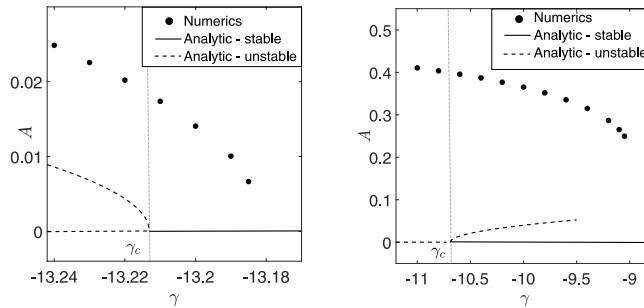 Numerics
Analytic - stable
Analytic - unstable
0.02
0.01
0
A
γc
-13.24
-13.22
-13.2
-13.18
γ
Numerics
Analytic - stable
Analytic - unstable
0.5
0.4
0.3
0.2
0.1
0
A
γc
-11
-10.5
-10
-9.5
-9
γ